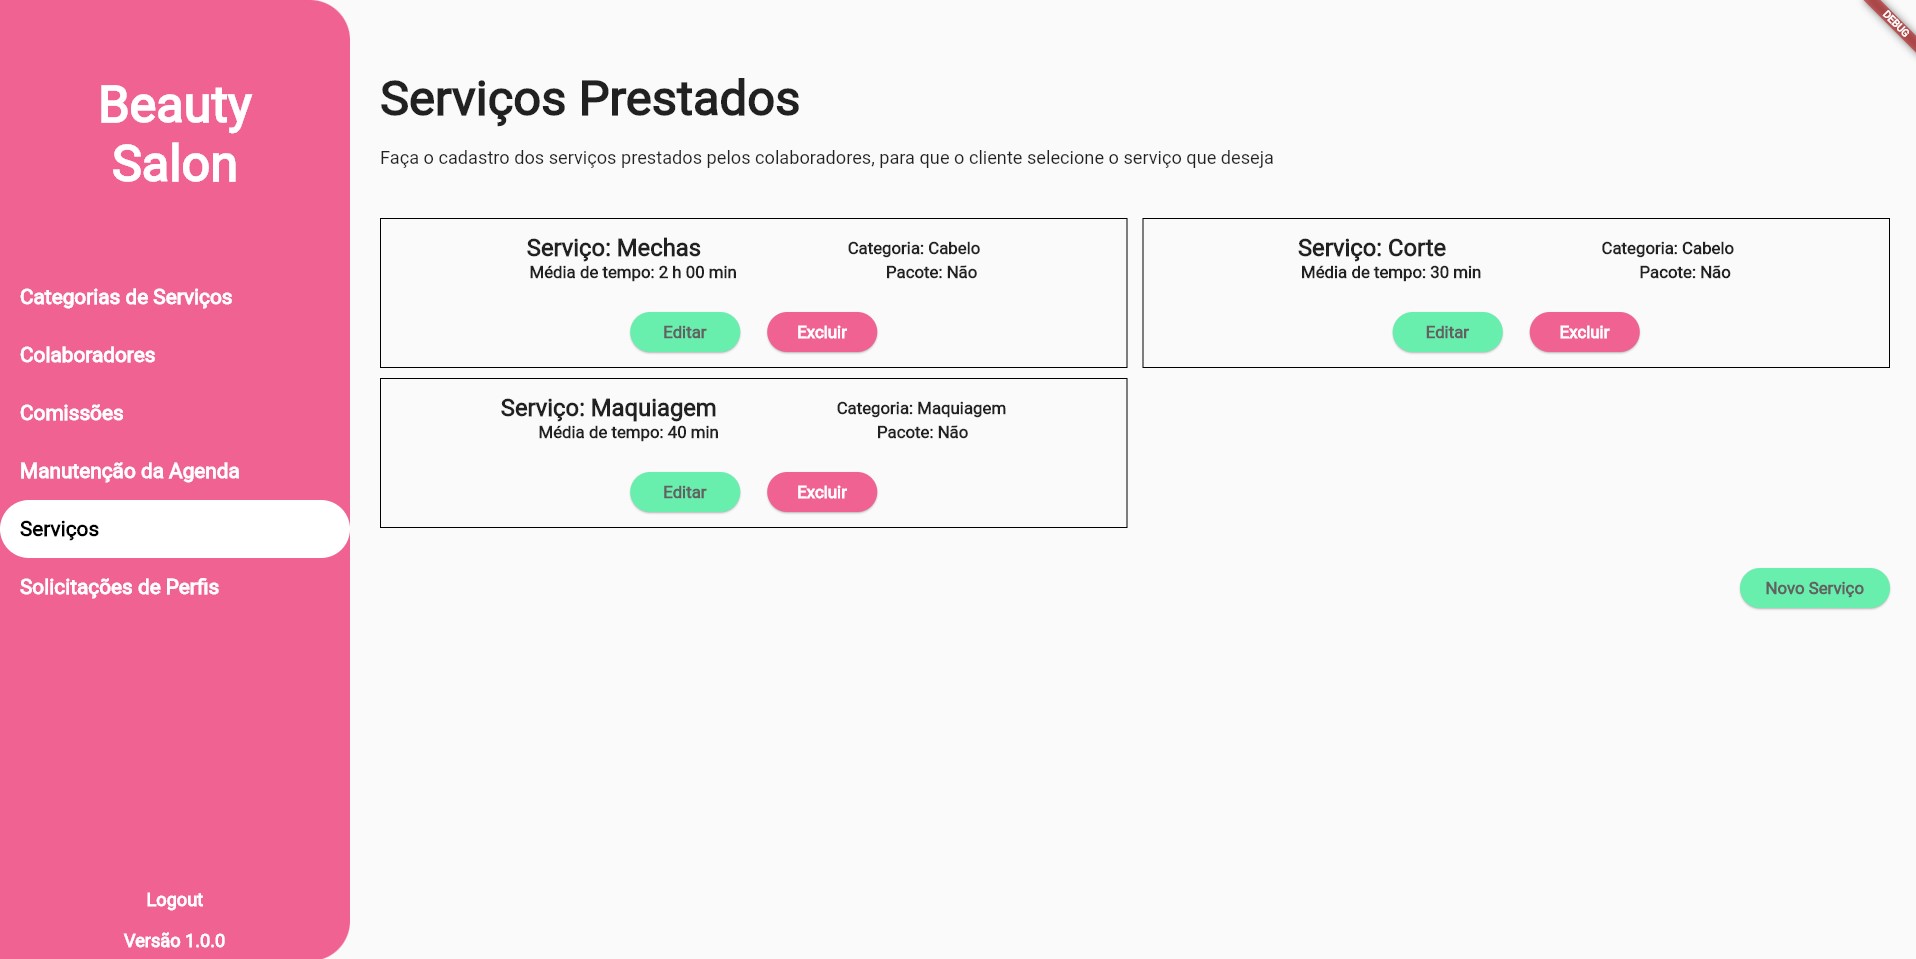 Beauty
Salon
Categorias de Serviços
Colaboradores
Comissões
Manutenção da Agenda
Serviços
Solicitações de Perfis
Logout
Versão 1.0.0
DEBUG
Serviços Prestados
Faça o cadastro dos serviços prestados pelos colaboradores, para que o cliente selecione o serviço que deseja
Serviço: Mechas Categoria: Cabelo
Média de tempo: 2 h 00 min Pacote: Não
Editar Excluir
Serviço: Corte Categoria: Cabelo
Média de tempo: 30 min Pacote: Não
Editar Excluir
Serviço: Maquiagem Categoria: Maquiagem
Média de tempo: 40 min Pacote: Não
Editar Excluir
Novo Serviço